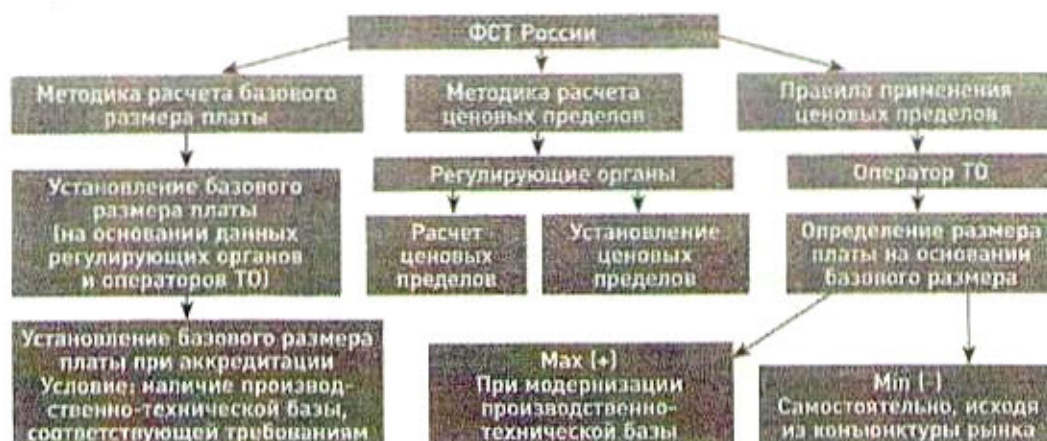 ФСТ России
Методика расчета базового
размера платы
Методика расчета
ценовых пределов
Правила применения
ценовых пределов
Установление базового
размера платы
(на основании данных
регулирующих органов
и операторов ТО)
Регулирующие органы
Оператор ТО
Расчет
ценовых
пределов
Установление
ценовых
пределов
Определение размера
платы на основании
базового размера
Установление базового размера
платы при аккредитации
Условие: наличие производ-
ственно-технической базы,
соответствующей требованиям
Max (+)
При модернизации
производственно-
технической базы
Min (-)
Самостоятельно, исходя
из конъюнктуры рынка